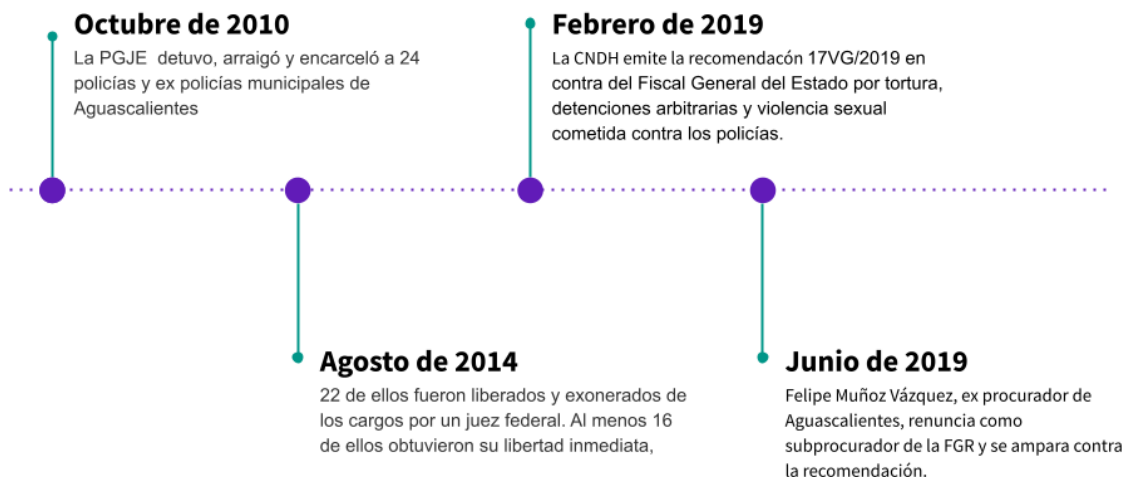 Octubre de 2010
La PGJE detuvo, arraigó y encarceló a 24
policías y ex policías municipales de
Aguascalientes
Febrero de 2019
La CNDH emite la recomendacón 17VG/2019 en
contra del Fiscal General del Estado por tortura,
detenciones arbitrarias y violencia sexual
cometida contra los policías.
Agosto de 2014
22 de ellos fueron liberados y exonerados de
los cargos por un juez federal. Al menos 16
de ellos obtuvieron su libertad inmediata,
Junio de 2019
Felipe Muñoz Vázquez, ex procurador de
Aguascalientes, renuncia como
subprocurador de la FGR y se ampara contra
la recomendación.